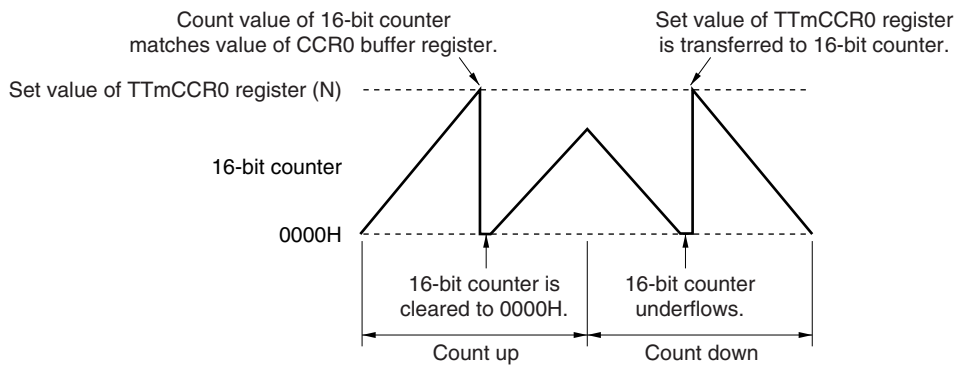 Count value of 16-bit counter
matches value of CCR0 buffer register.
Set value of TTmCCR0 register
is transferred to 16-bit counter.
Set value of TTmCCR0 register (N)
16-bit counter
0000H
16-bit counter is
cleared to 0000H.
16-bit counter
underflows.
Count up
Count down